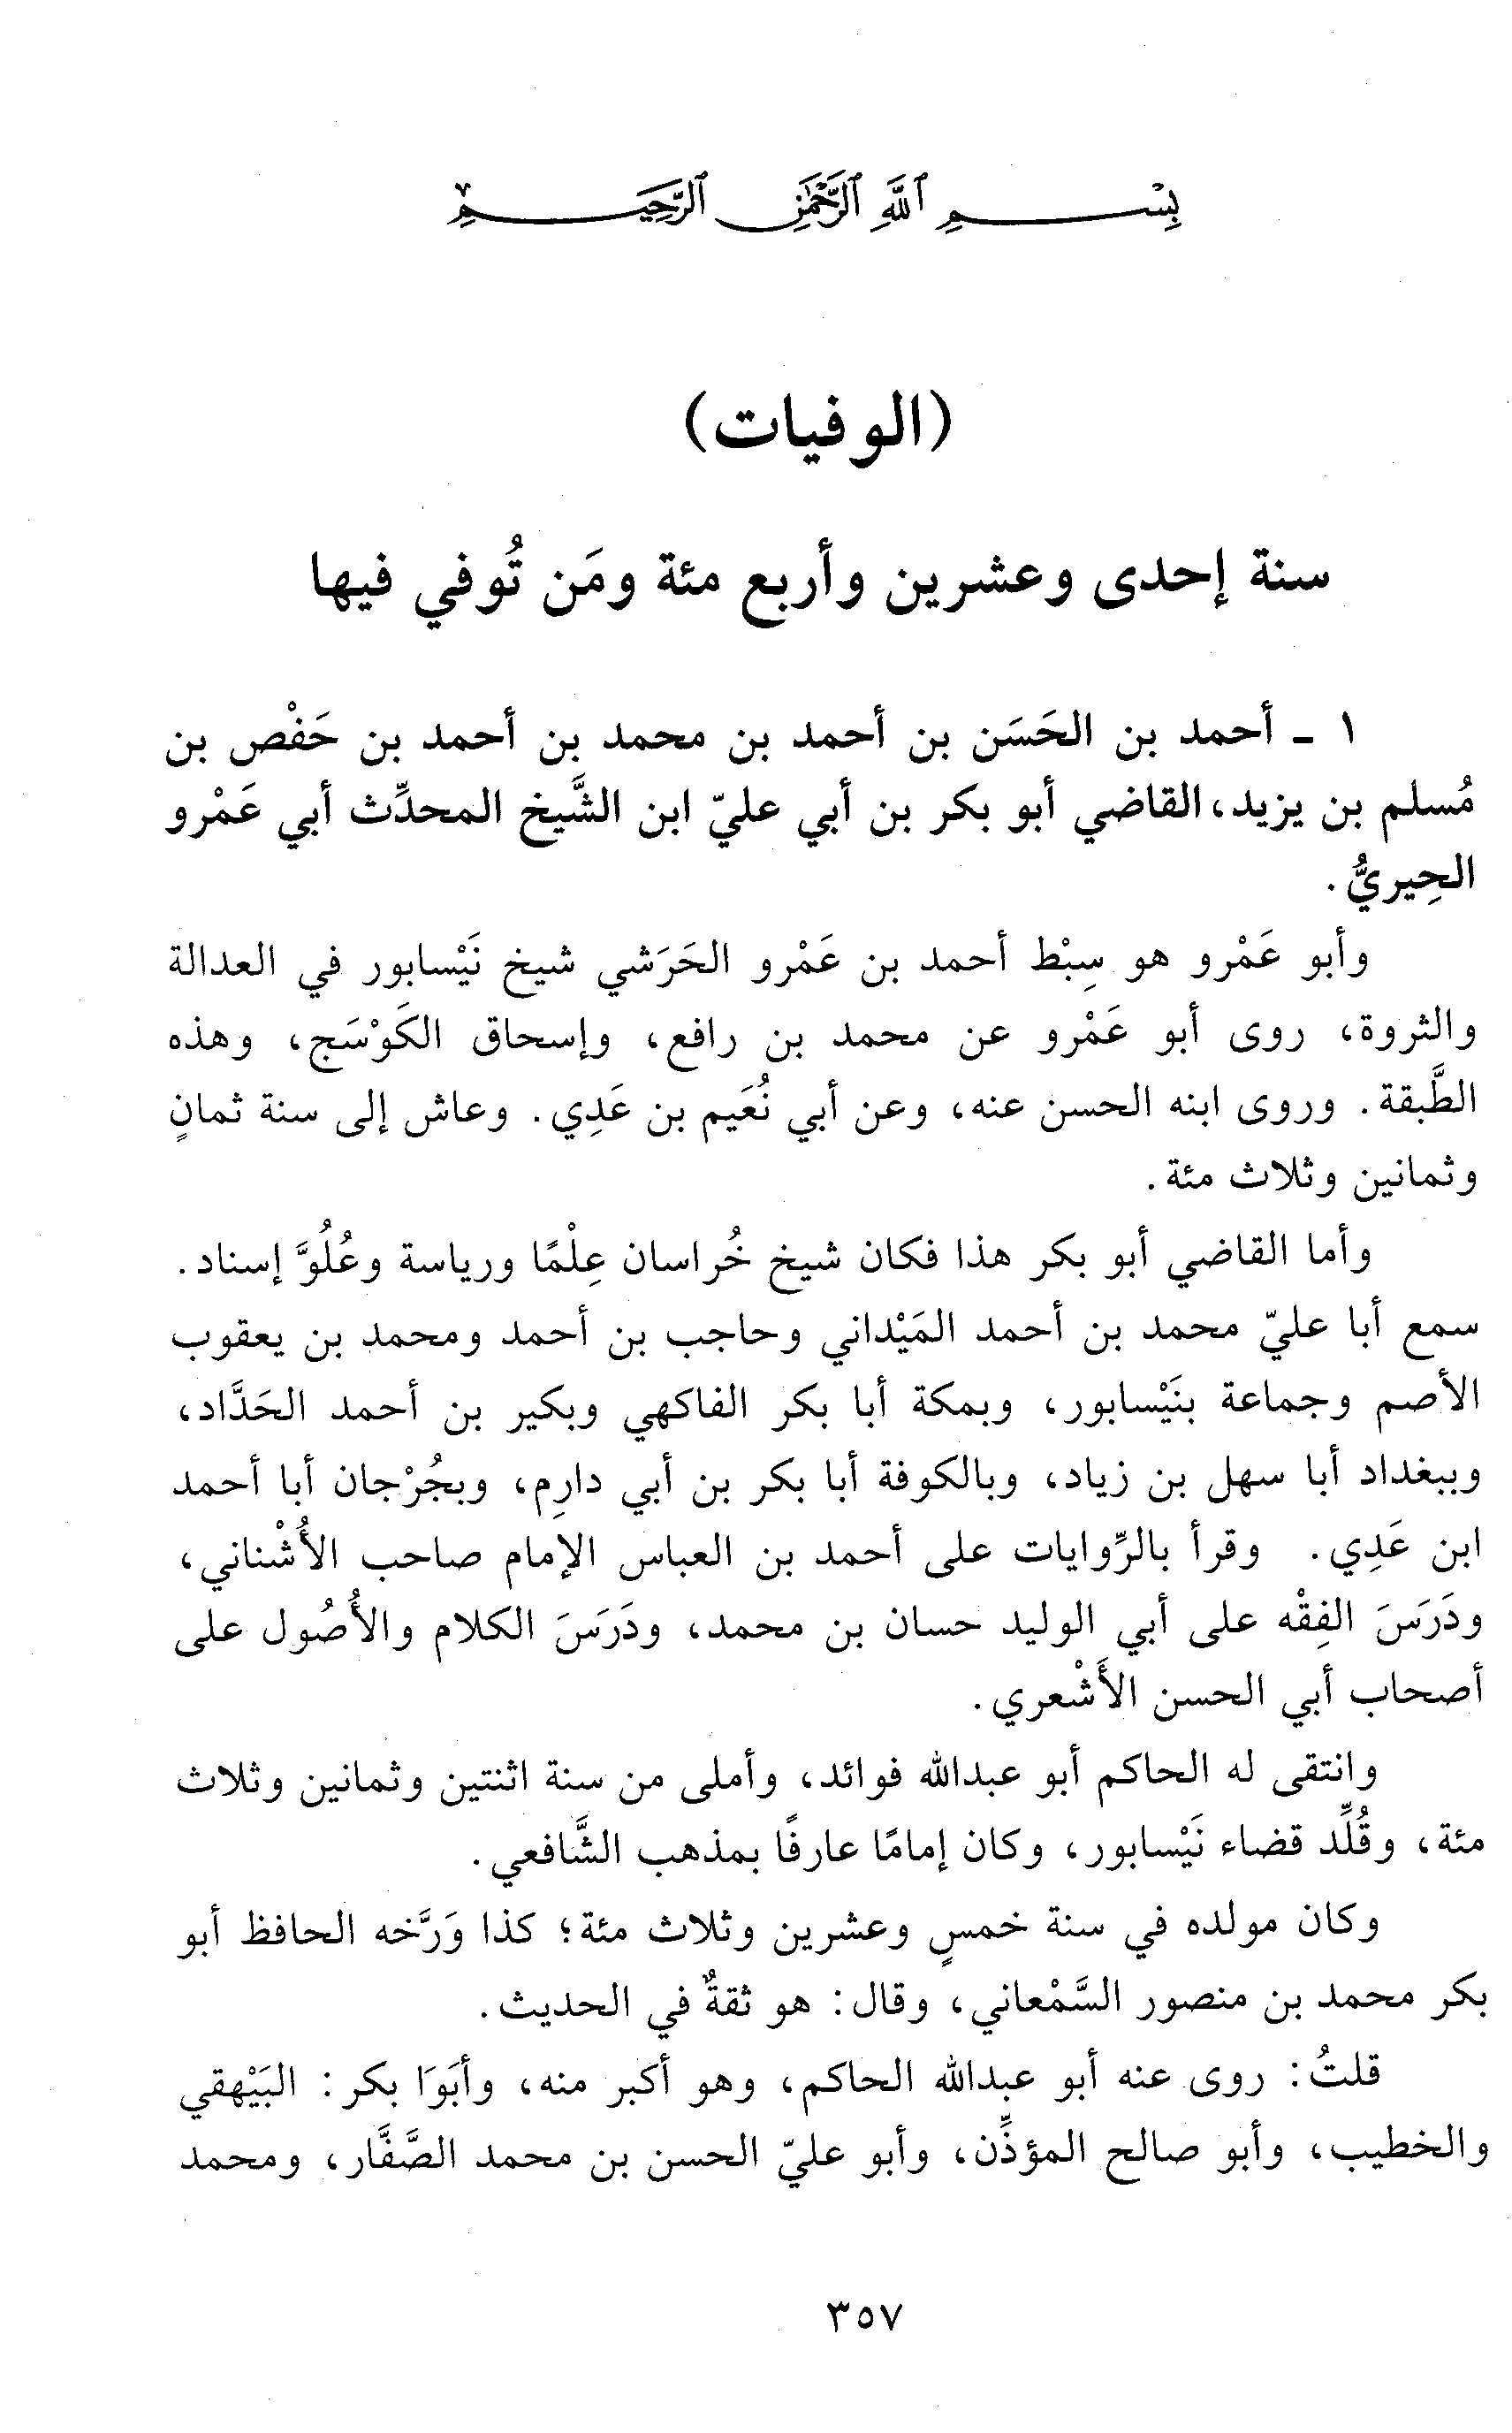 بِسْمِ ٱللَّهِ ٱلرَّحْمَٰنِ ٱلرَّحِيمِ
(الوفيات)
سنة إحدى وعشرين وأربع مئة ومَن تُوفي فيها
١ - أحمد بن الحَسَن بن أحمد بن محمد بن أحمد بن حَفْص بن
مُسلم بن يزيد، القاضي أبو بكر بن أبي عليّ ابن الشَّيخ المحدِّث أبي عَمْرو
الحِيريُّ.
وأبو عَمْرو هو سِبْط أحمد بن عَمْرو الحَرَشي شيخ نَيْسابور في العدالة
والثروة، روى أبو عَمْرو عن محمد بن رافع، وإسحاق الكَوْسَج، وهذه
الطَّبقة. وروى ابنه الحسن عنه، وعن أبي نُعَيم بن عَدِي. وعاش إلى سنة ثمانٍ
وثمانين وثلاث مئة.
وأما القاضي أبو بكر هذا فكان شيخ خُراسان عِلْمًا ورياسة وعُلُوَّ إسناد.
سمع أبا عليّ محمد بن أحمد المَيْداني وحاجب بن أحمد ومحمد بن يعقوب
الأصم وجماعة بنَيْسابور، وبمكة أبا بكر الفاكهي وبكير بن أحمد الحَدَّاد،
وببغداد أبا سهل بن زياد، وبالكوفة أبا بكر بن أبي دارِم، وبجُرْجان أبا أحمد
ابن عَدِي. وقرأ بالرِّوايات على أحمد بن العباس الإمام صاحب الأُشْناني،
ودَرَسَ الفِقْه على أبي الوليد حسان بن محمد، ودَرَسَ الكلام والأُصُول على
أصحاب أبي الحسن الأَشْعري.
وانتقى له الحاكم أبو عبدالله فوائد، وأملى من سنة اثنتين وثمانين وثلاث
مئة، وقُلِّد قضاء نَيْسابور، وكان إمامًا عارفًا بمذهب الشَّافعي.
وكان مولده في سنة خمسٍ وعشرين وثلاث مئة؛ كذا وَرَّخه الحافظ أبو
بكر محمد بن منصور السَّمْعاني، وقال: هو ثقةٌ في الحديث.
قلتُ: روى عنه أبو عبدالله الحاكم، وهو أكبر منه، وأبَوَا بكر: البَيْهقي
والخطيب، وأبو صالح المؤذِّن، وأبو عليّ الحسن بن محمد الصَّفَّار، ومحمد
٣٥٧